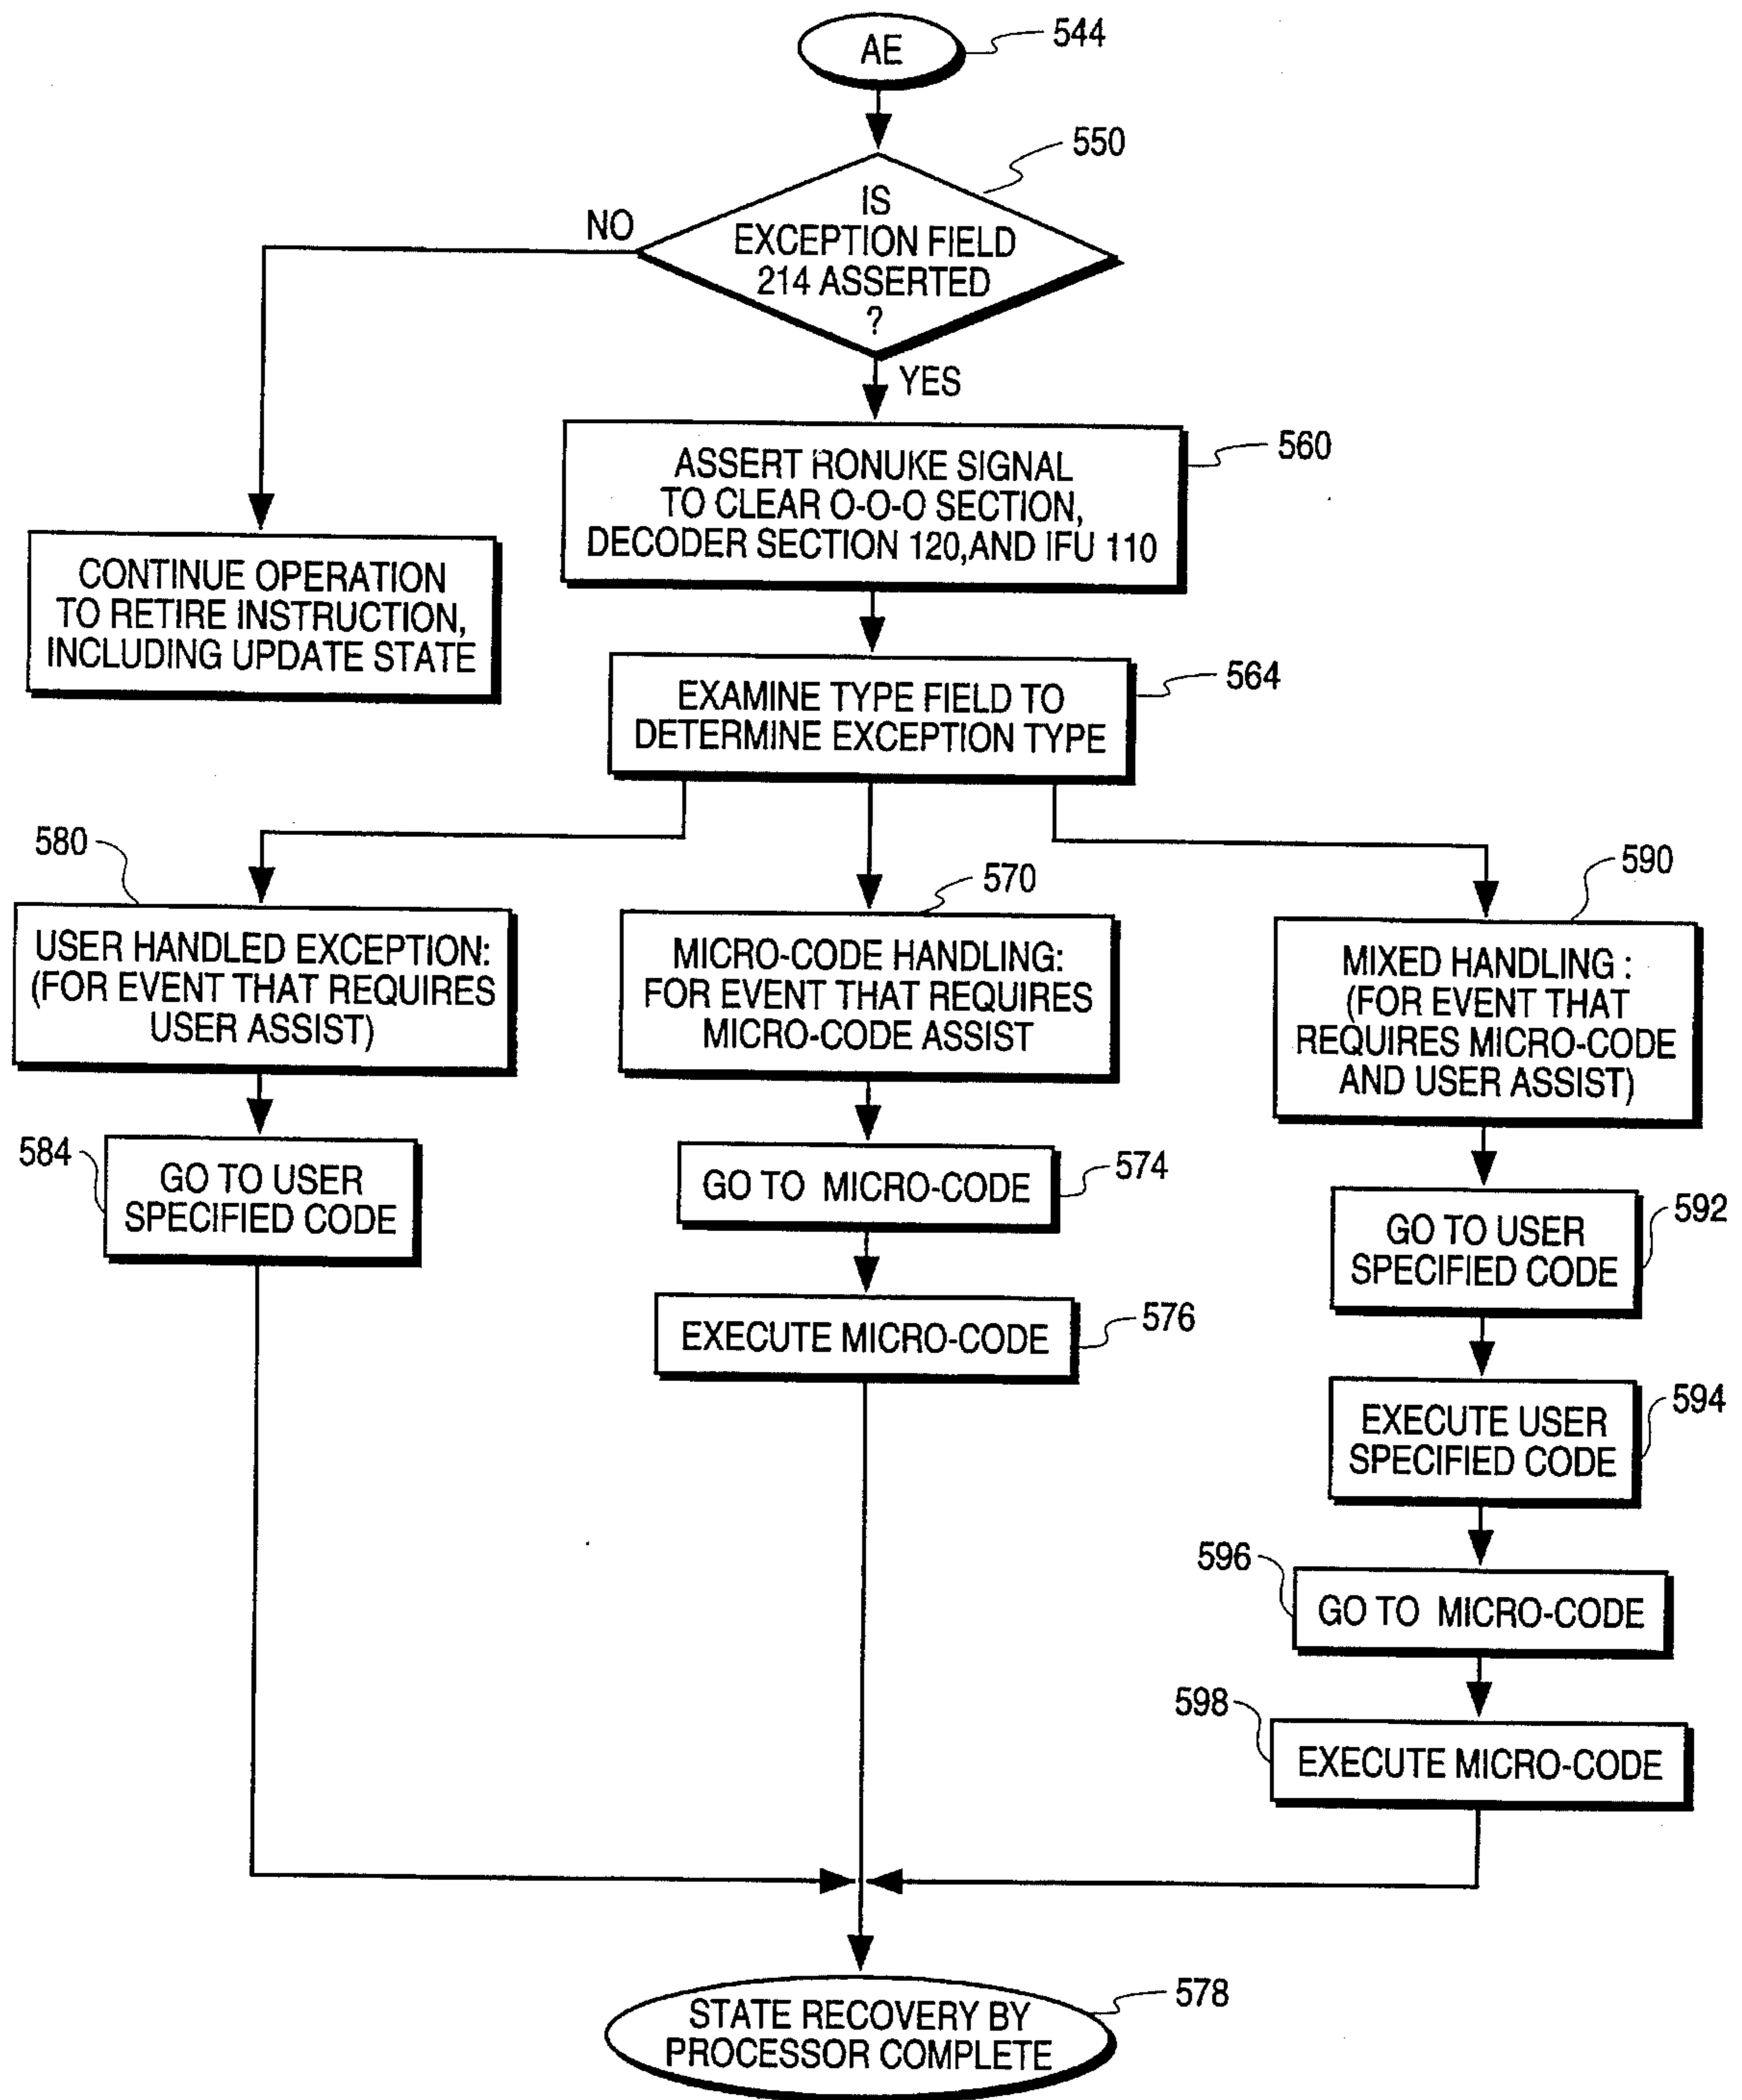 AE
544
550
IS
EXCEPTION FIELD
214 ASSERTED
?
NO
YES
ASSERT RONUKE SIGNAL
TO CLEAR O-O-O SECTION,
DECODER SECTION 120,AND IFU 110
560
CONTINUE OPERATION
TO RETIRE INSTRUCTION,
INCLUDING UPDATE STATE
EXAMINE TYPE FIELD TO
DETERMINE EXCEPTION TYPE
564
580
USER HANDLED EXCEPTION:
(FOR EVENT THAT REQUIRES
USER ASSIST)
570
MICRO-CODE HANDLING:
FOR EVENT THAT REQUIRES
MICRO-CODE ASSIST
590
MIXED HANDLING :
(FOR EVENT THAT
REQUIRES MICRO-CODE
AND USER ASSIST)
584
GO TO USER
SPECIFIED CODE
GO TO MICRO-CODE
574
GO TO USER
SPECIFIED CODE
592
EXECUTE MICRO-CODE
576
EXECUTE USER
SPECIFIED CODE
594
596
GO TO MICRO-CODE
598
EXECUTE MICRO-CODE
STATE RECOVERY BY
PROCESSOR COMPLETE
578